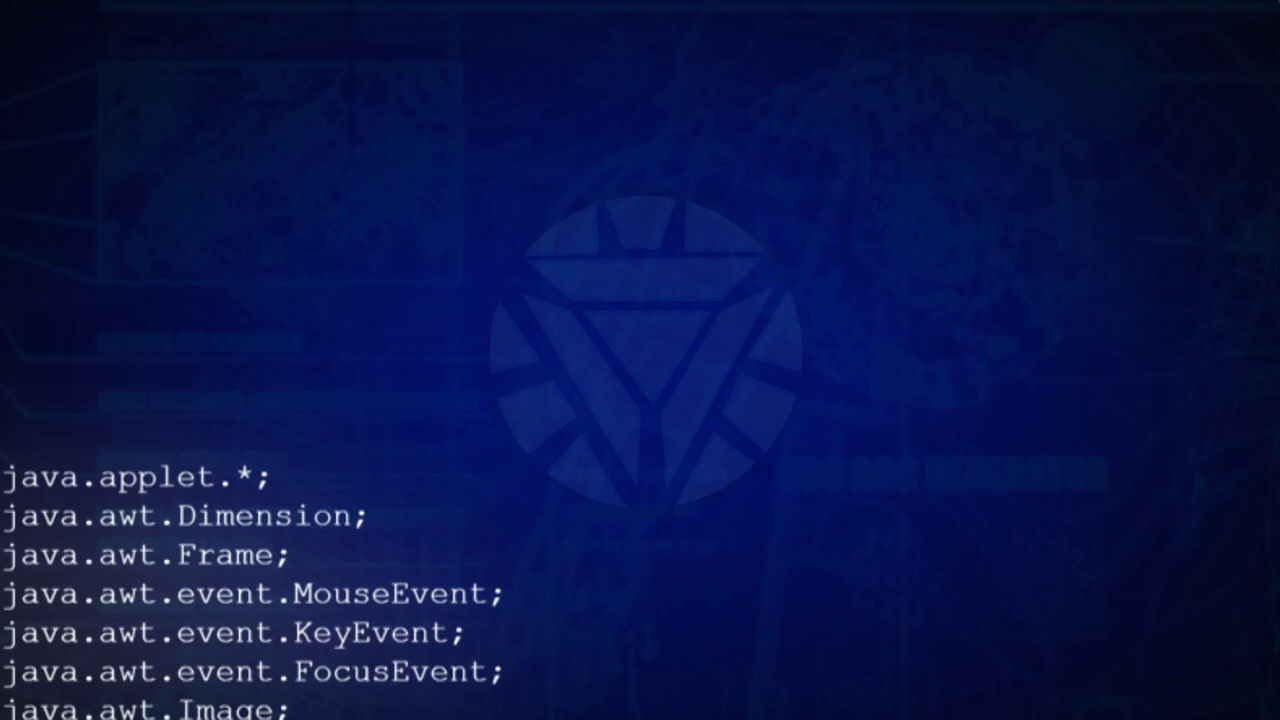 java.applet.*;
java.awt.Dimension;
java.awt.Frame;
java.awt.event.MouseEvent;
java.awt.event.KeyEvent;
java.awt.event.FocusEvent;
java.awt.Image;